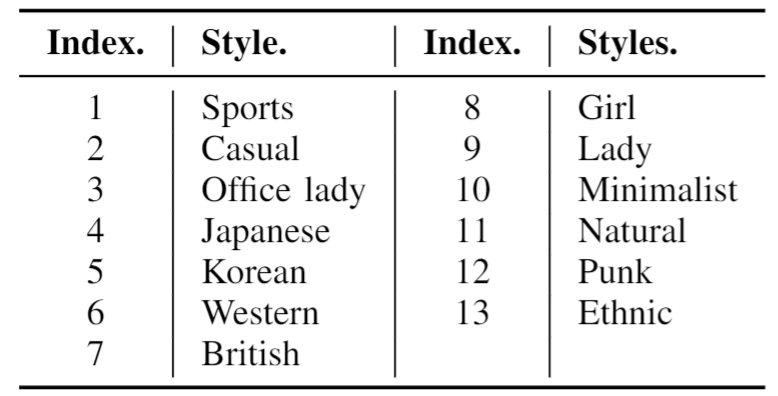 Index. Style. Index. Styles.
1 Sports 8 Girl
2 Casual 9 Lady
3 Office lady 10 Minimalist
4 Japanese 11 Natural
5 Korean 12 Punk
6 Western 13 Ethnic
7 British